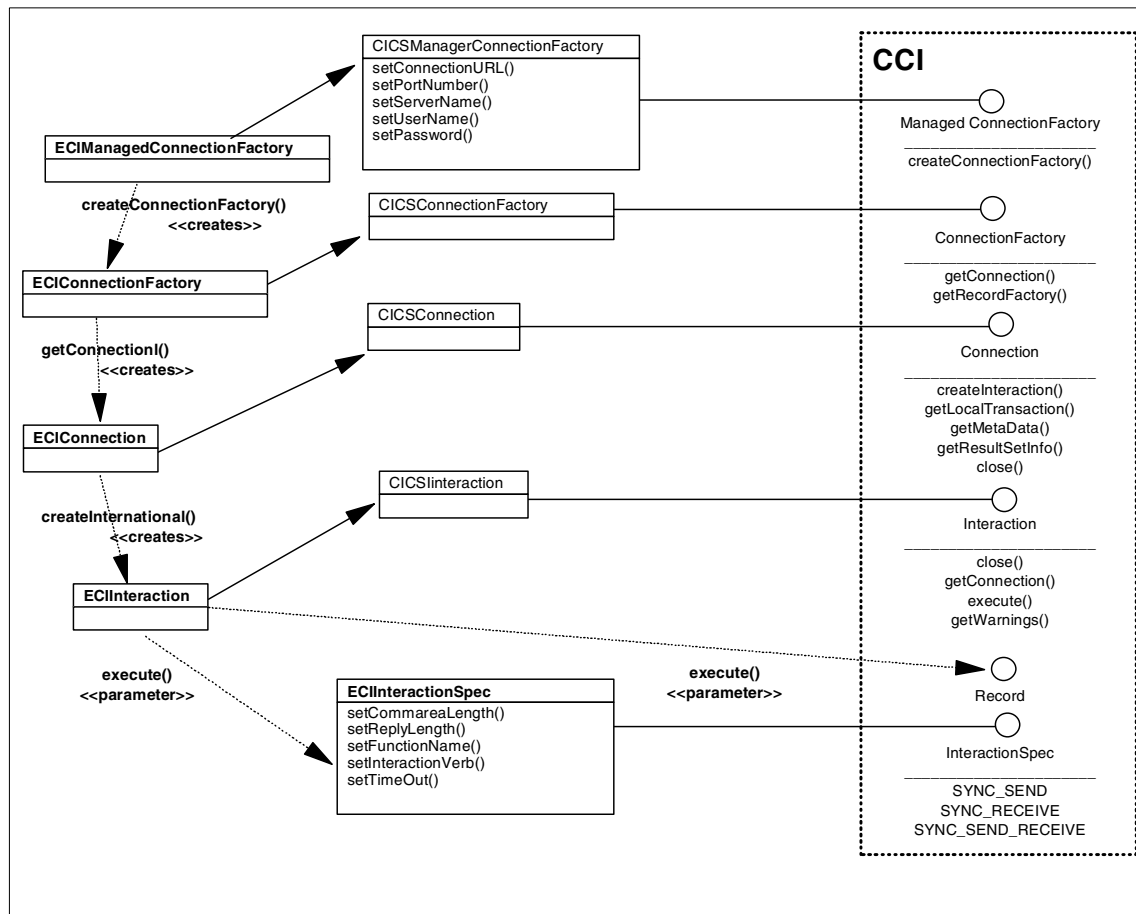 CICSManagerConnectionFactory
setConnectionURL()
setPortNumber()
setServerName()
setUserName()
setPassword()
CCI
Managed ConnectionFactory
createConnectionFactory()
ECIManagedConnectionFactory
createConnectionFactory()
<<creates>>
CICSConnectionFactory
ConnectionFactory
getConnection()
getRecordFactory()
ECIConnectionFactory
getConnectionI()
<<creates>>
CICSConnection
Connection
createInteraction()
getLocalTransaction()
getMetaData()
getResultSetInfo()
close()
ECIConnection
createInternational()
<<creates>>
CICSIinteraction
Interaction
close()
getConnection()
execute()
getWarnings()
ECIInteraction
execute()
<<parameter>>
execute()
<<parameter>>
Record
ECIInteractionSpec
setCommareaLength()
setReplyLength()
setFunctionName()
setInteractionVerb()
setTimeOut()
InteractionSpec
SYNC_SEND
SYNC_RECEIVE
SYNC_SEND_RECEIVE